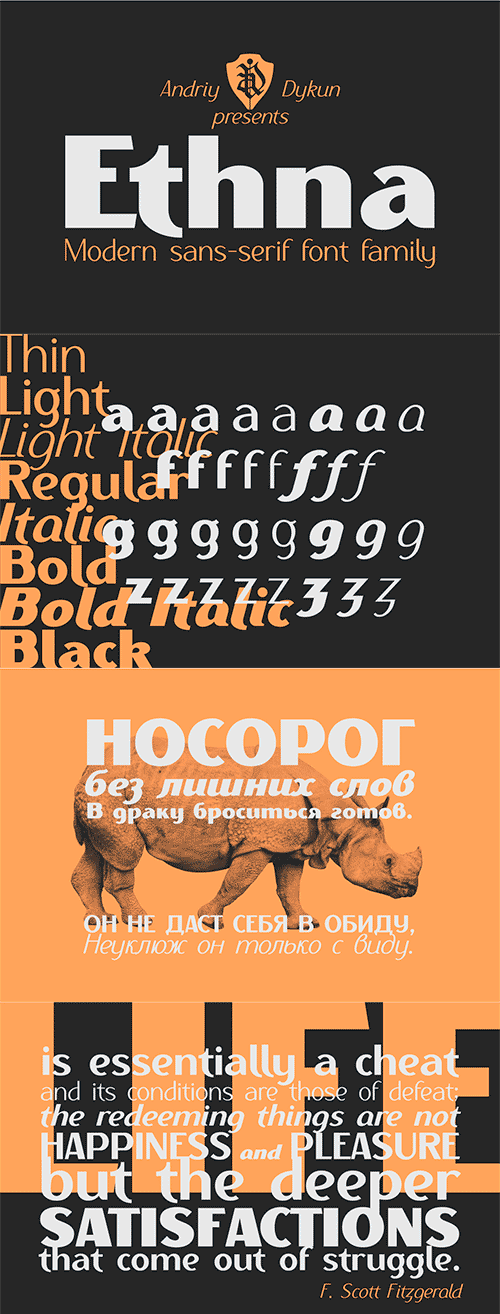 Andriy Dykun
presents
Ethna
Modern sans-serif font family
Thin
Light
Light Italic
Regular
Italic
Bold
Bold Italic
Black
a a a a a a a a
f f f f f f f f
g g g g g g g g
z z z z z z z z
НОСОРОГ
без лишних слов
В драку броситься готов.
ОН НЕ ДАСТ СЕБЯ В ОБИДУ,
Неуклюж он только с виду.
LIFE
is essentially a cheat
and its conditions are those of defeat;
the redeeming things are not
HAPPINESS and PLEASURE
but the deeper
SATISFACTIONS
that come out of struggle.
F. Scott Fitzgerald